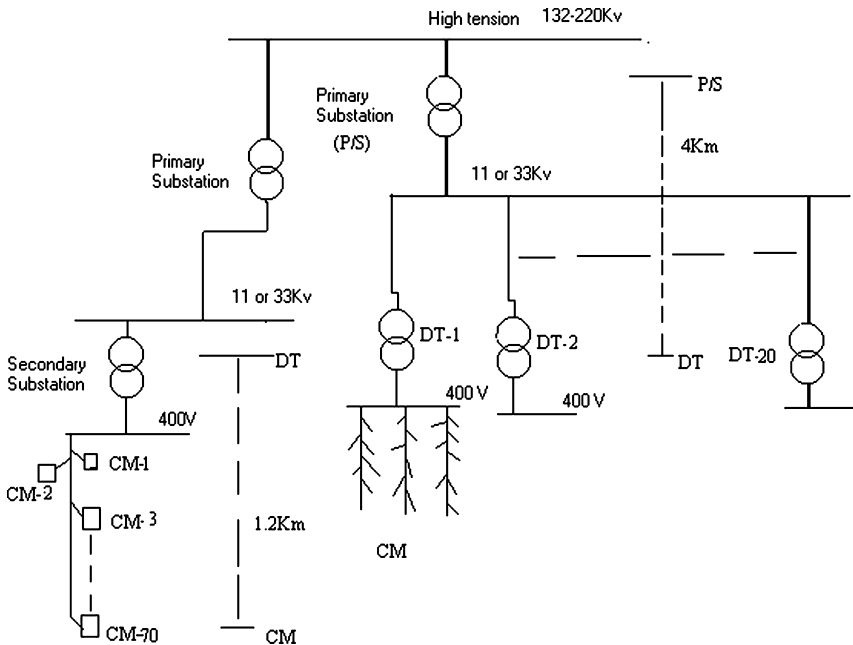 High tension 132-220Kv
Primary
Substation
(P/S)
P/S
4Km
Primary
Substation
11 or 33Kv
11 or 33Kv
DT-1
DT-2
DT
DT-20
Secondary
Substation
DT
400 V
400 V
400V
CM-1
CM-2
CM-3
1.2Km
CM
CM-70
CM